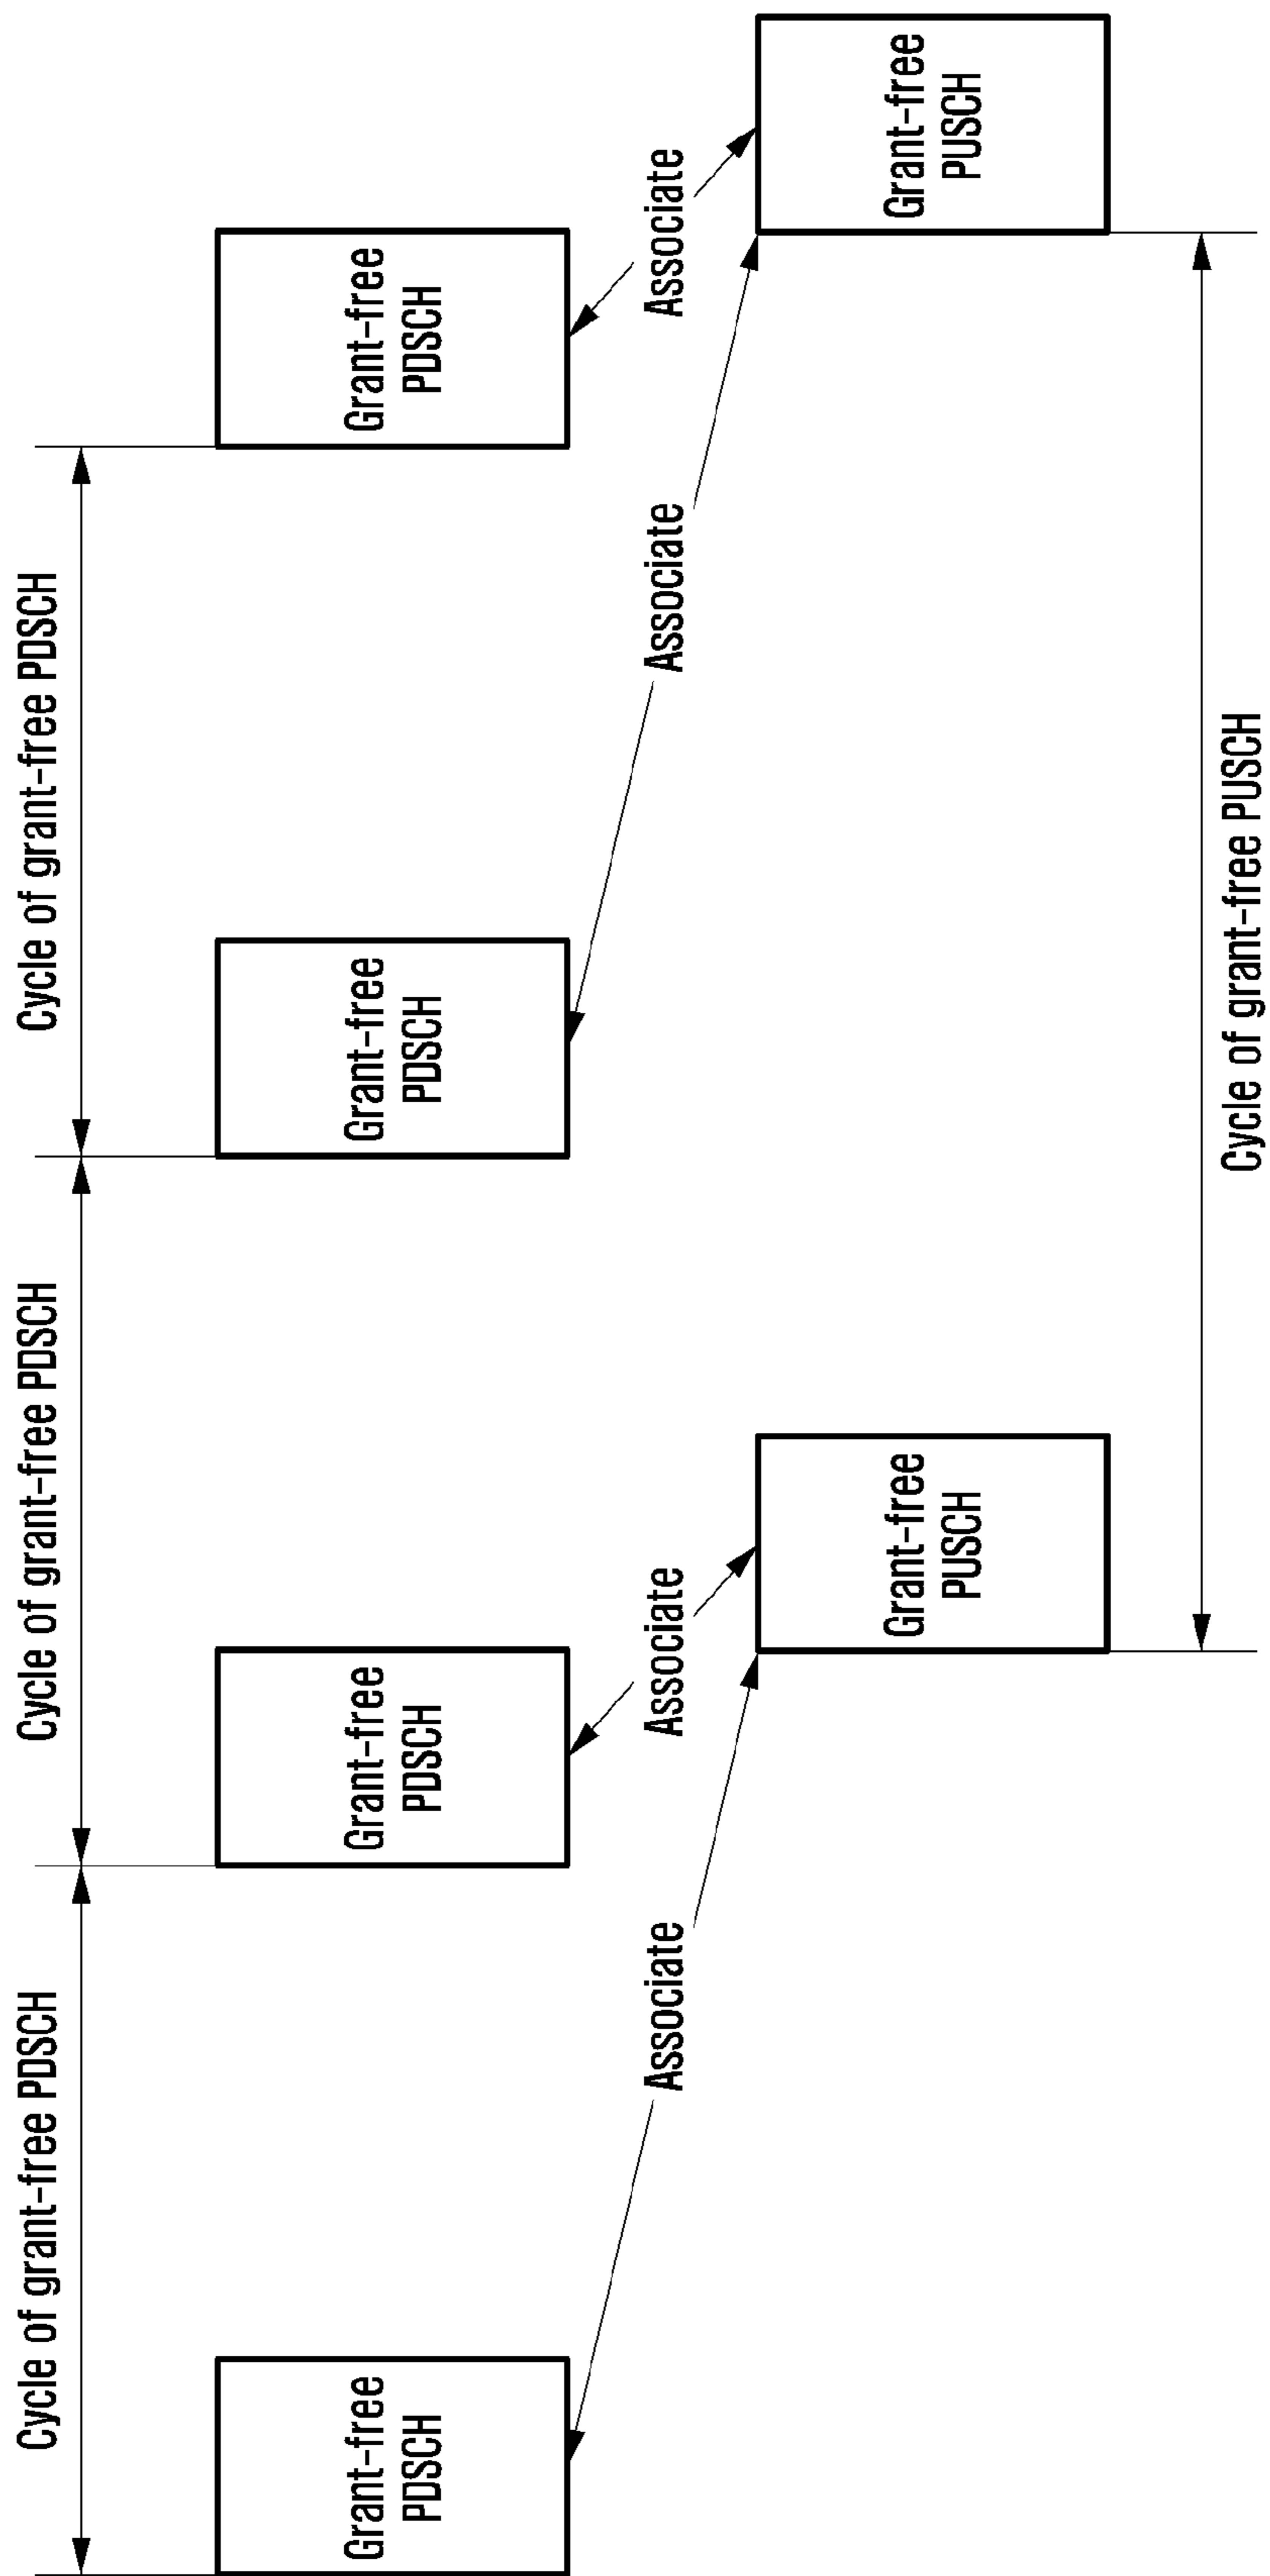 Cycle of grant-free PDSCH
Cycle of grant-free PDSCH
Cycle of grant-free PDSCH
Grant-free
PDSCH
Grant-free
PDSCH
Grant-free
PDSCH
Grant-free
PDSCH
Associate
Associate
Associate
Associate
Grant-free
PUSCH
Grant-free
PUSCH
Cycle of grant-free PUSCH